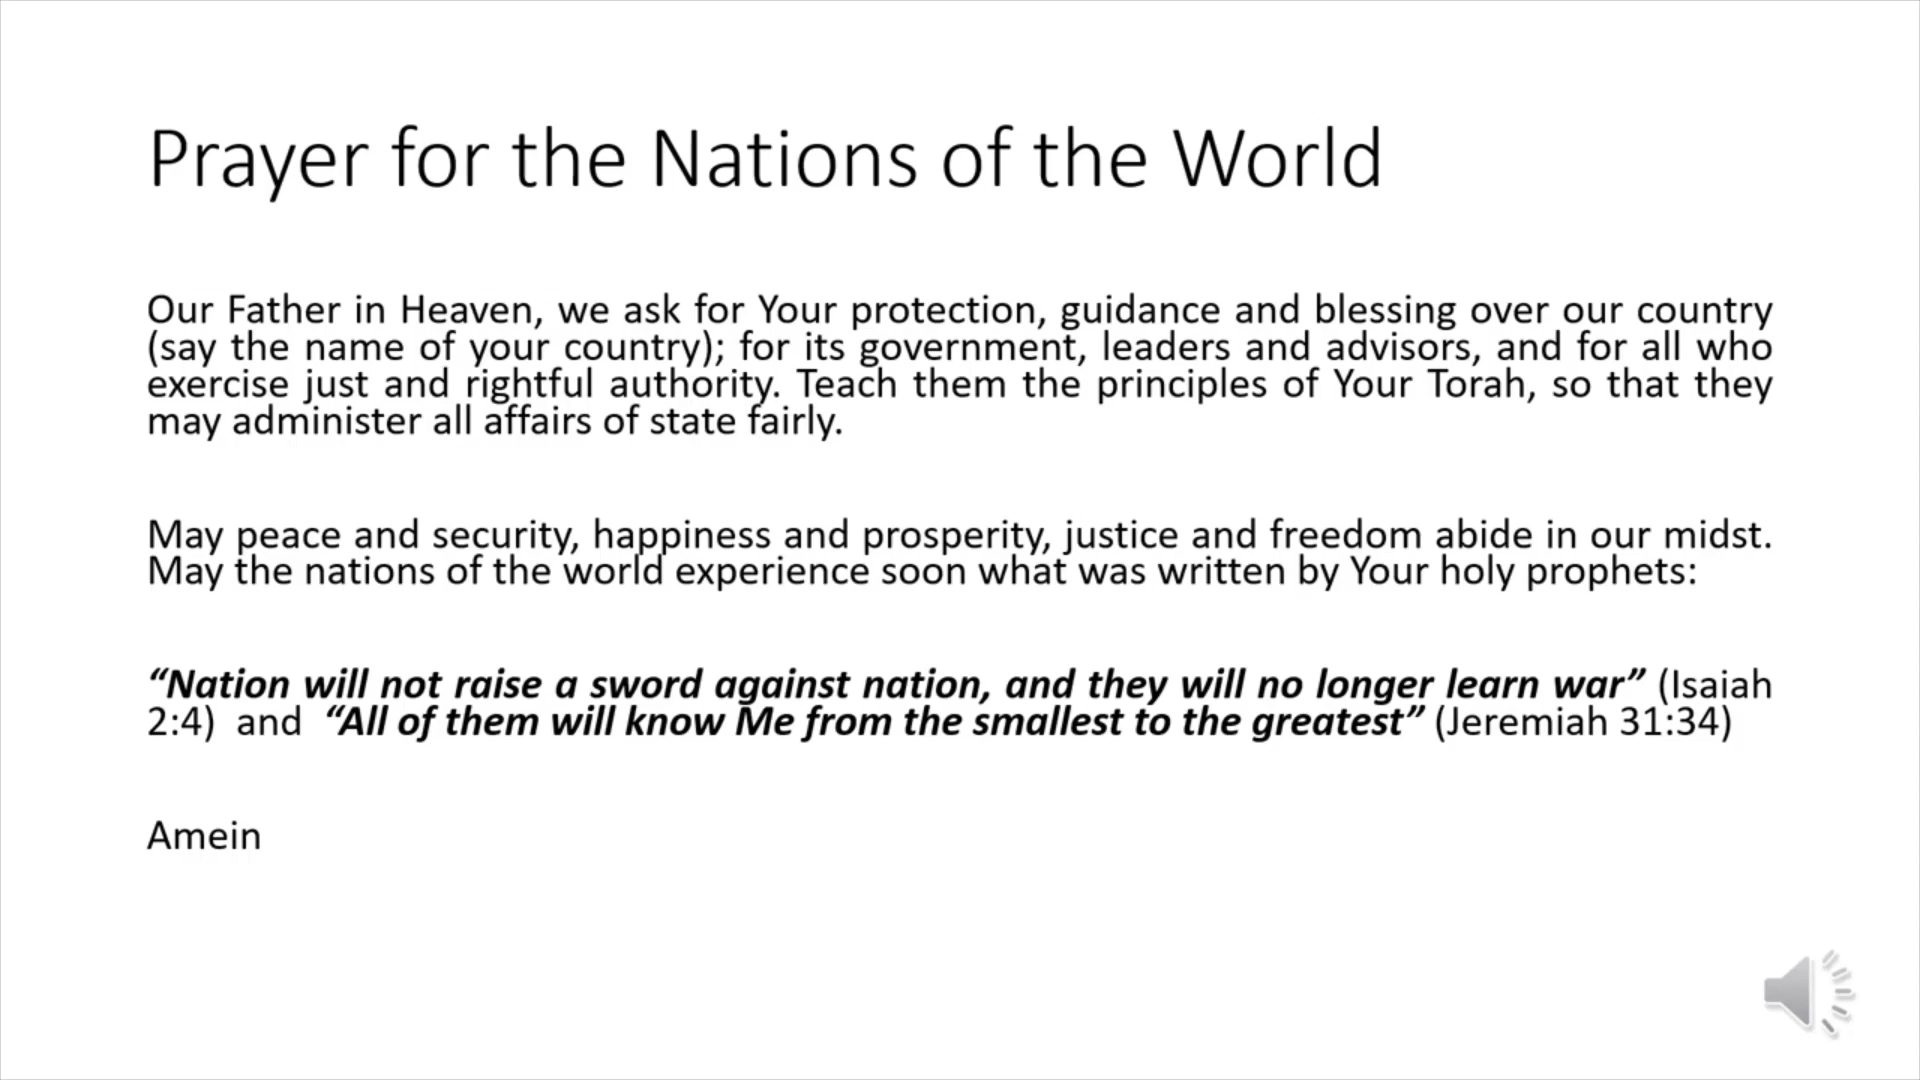 Prayer for the Nations of the World
Our Father in Heaven, we ask for Your protection, guidance and blessing over our country
(say the name of your country); for its government, leaders and advisors, and for all who
exercise just and rightful authority. Teach them the principles of Your Torah, so that they
may administer all affairs of state fairly.
May peace and security, happiness and prosperity, justice and freedom abide in our midst.
May the nations of the world experience soon what was written by Your holy prophets:
“Nation will not raise a sword against nation, and they will no longer learn war” (Isaiah
2:4) and “All of them will know Me from the smallest to the greatest” (Jeremiah 31:34)
Amein